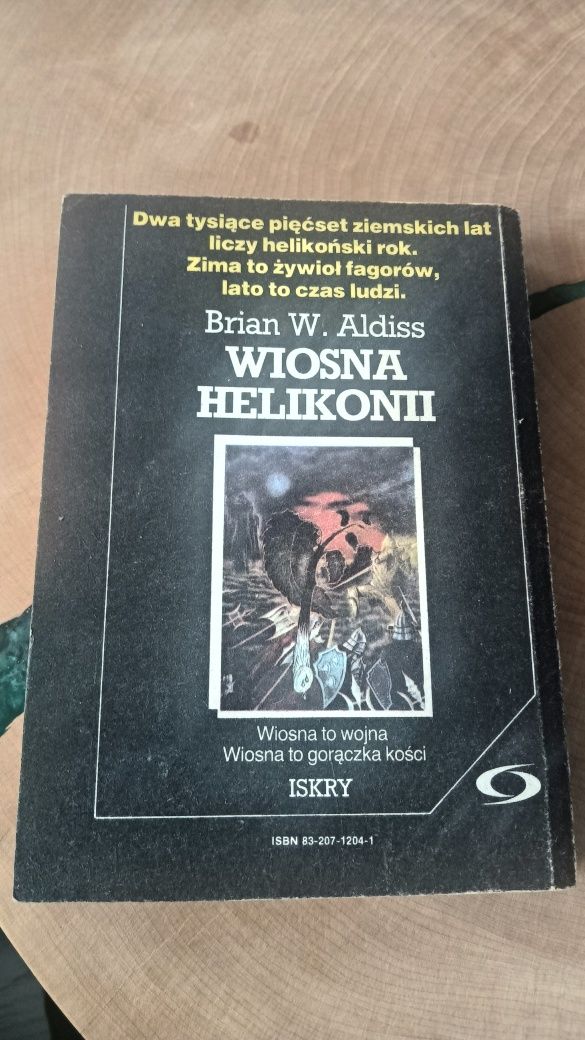 Dwa tysiące pięćset ziemskich lat
liczy helikoński rok.
Zima to żywioł fagorów,
lato to czas ludzi.
Brian W. Aldiss
WIOSNA
HELIKONII
Wiosna to wojna
Wiosna to gorączka kości
ISKRY
ISBN 83-207-1204-1